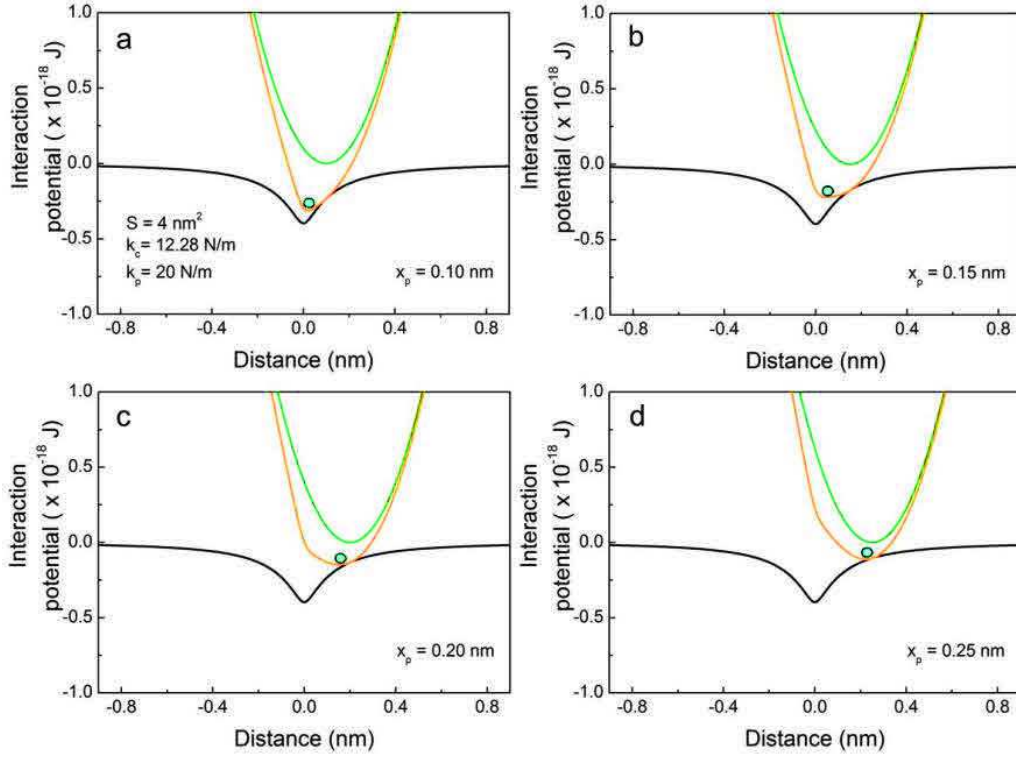 a
Interaction
potential ( x 10⁻¹⁸ J)
1.0
0.5
0.0
-0.5
-1.0
S = 4 nm²
k_c = 12.28 N/m
k_p = 20 N/m
x_p = 0.10 nm
-0.8 -0.4 0.0 0.4 0.8
Distance (nm)
b
Interaction
potential ( x 10⁻¹⁸ J)
1.0
0.5
0.0
-0.5
-1.0
x_p = 0.15 nm
-0.8 -0.4 0.0 0.4 0.8
Distance (nm)
c
Interaction
potential ( x 10⁻¹⁸ J)
1.0
0.5
0.0
-0.5
-1.0
x_p = 0.20 nm
-0.8 -0.4 0.0 0.4 0.8
Distance (nm)
d
Interaction
potential ( x 10⁻¹⁸ J)
1.0
0.5
0.0
-0.5
-1.0
x_p = 0.25 nm
-0.8 -0.4 0.0 0.4 0.8
Distance (nm)